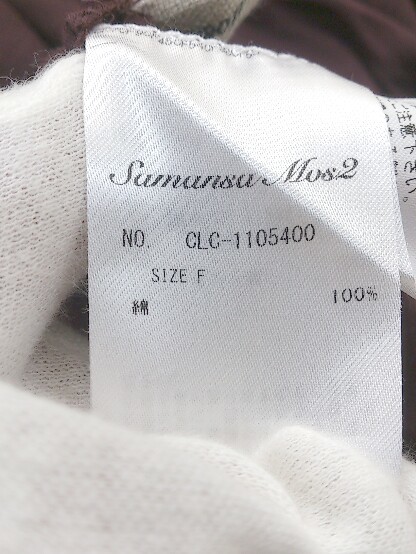 Samansa Mos2
NO. CLC-1105400
SIZE F
綿 100%